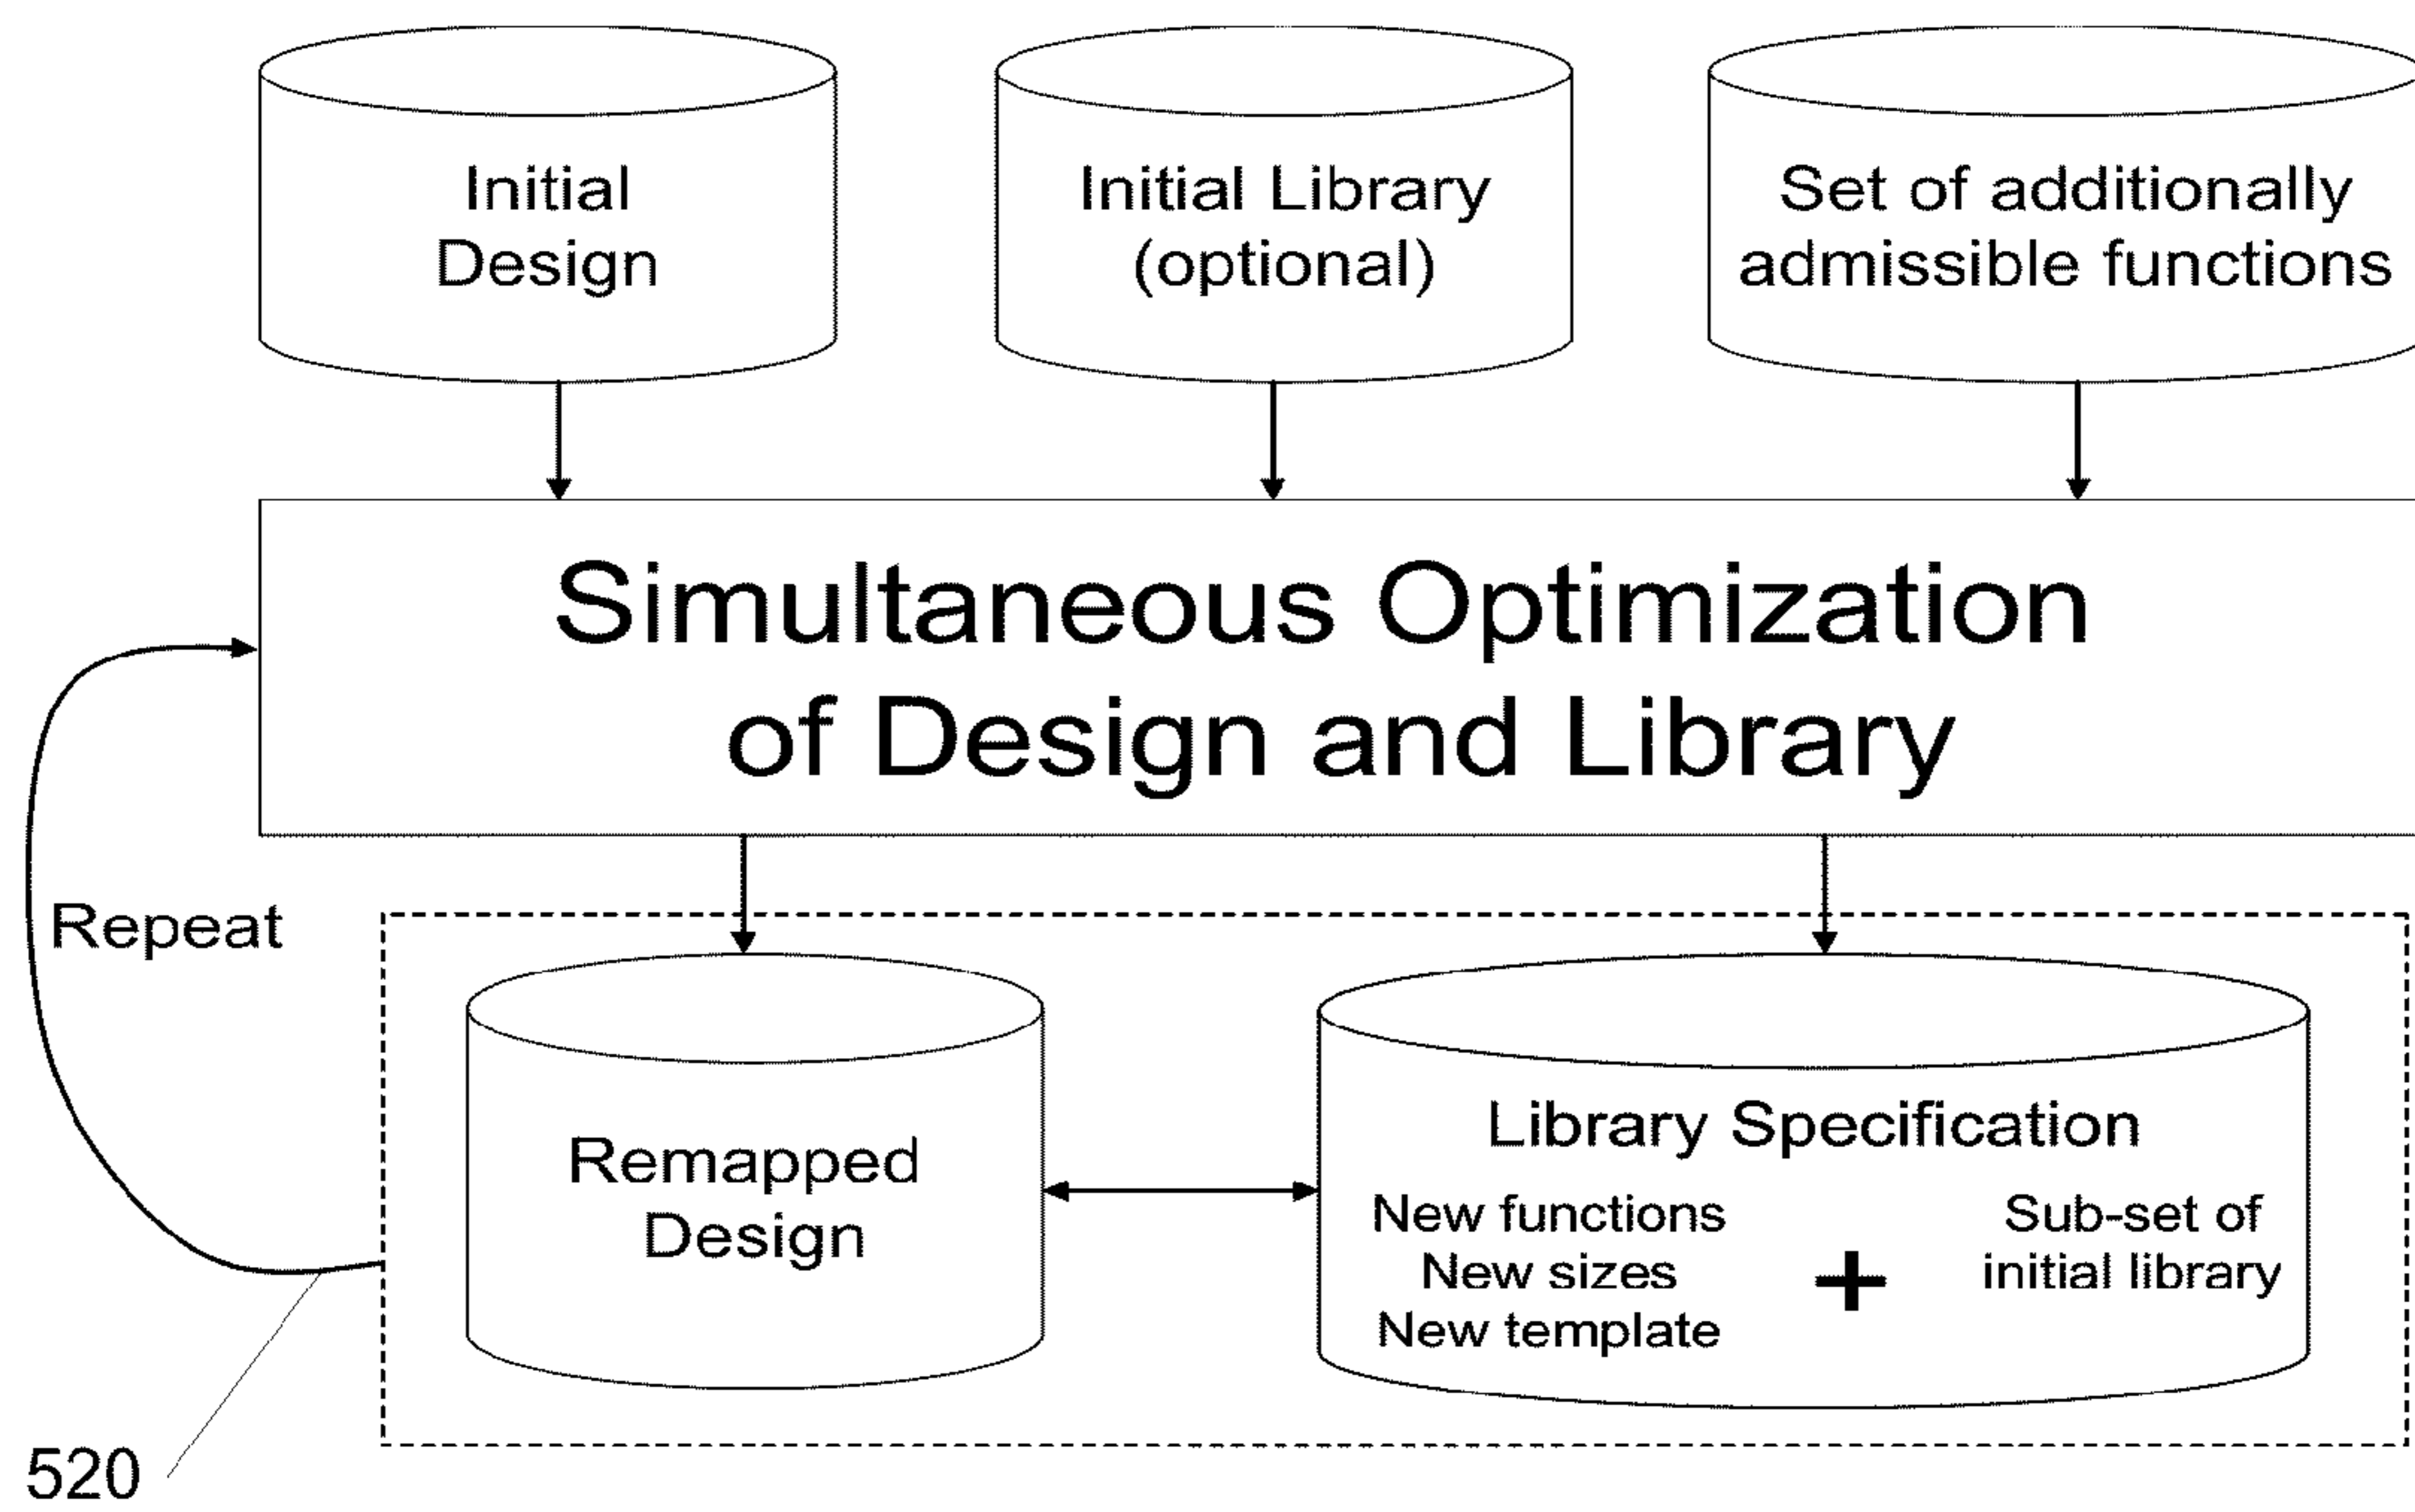 Initial
Design
Initial Library
(optional)
Set of additionally
admissible functions
Simultaneous Optimization
of Design and Library
Repeat
Remapped
Design
Library Specification
New functions
New sizes
New template
+
Sub-set of
initial library
520